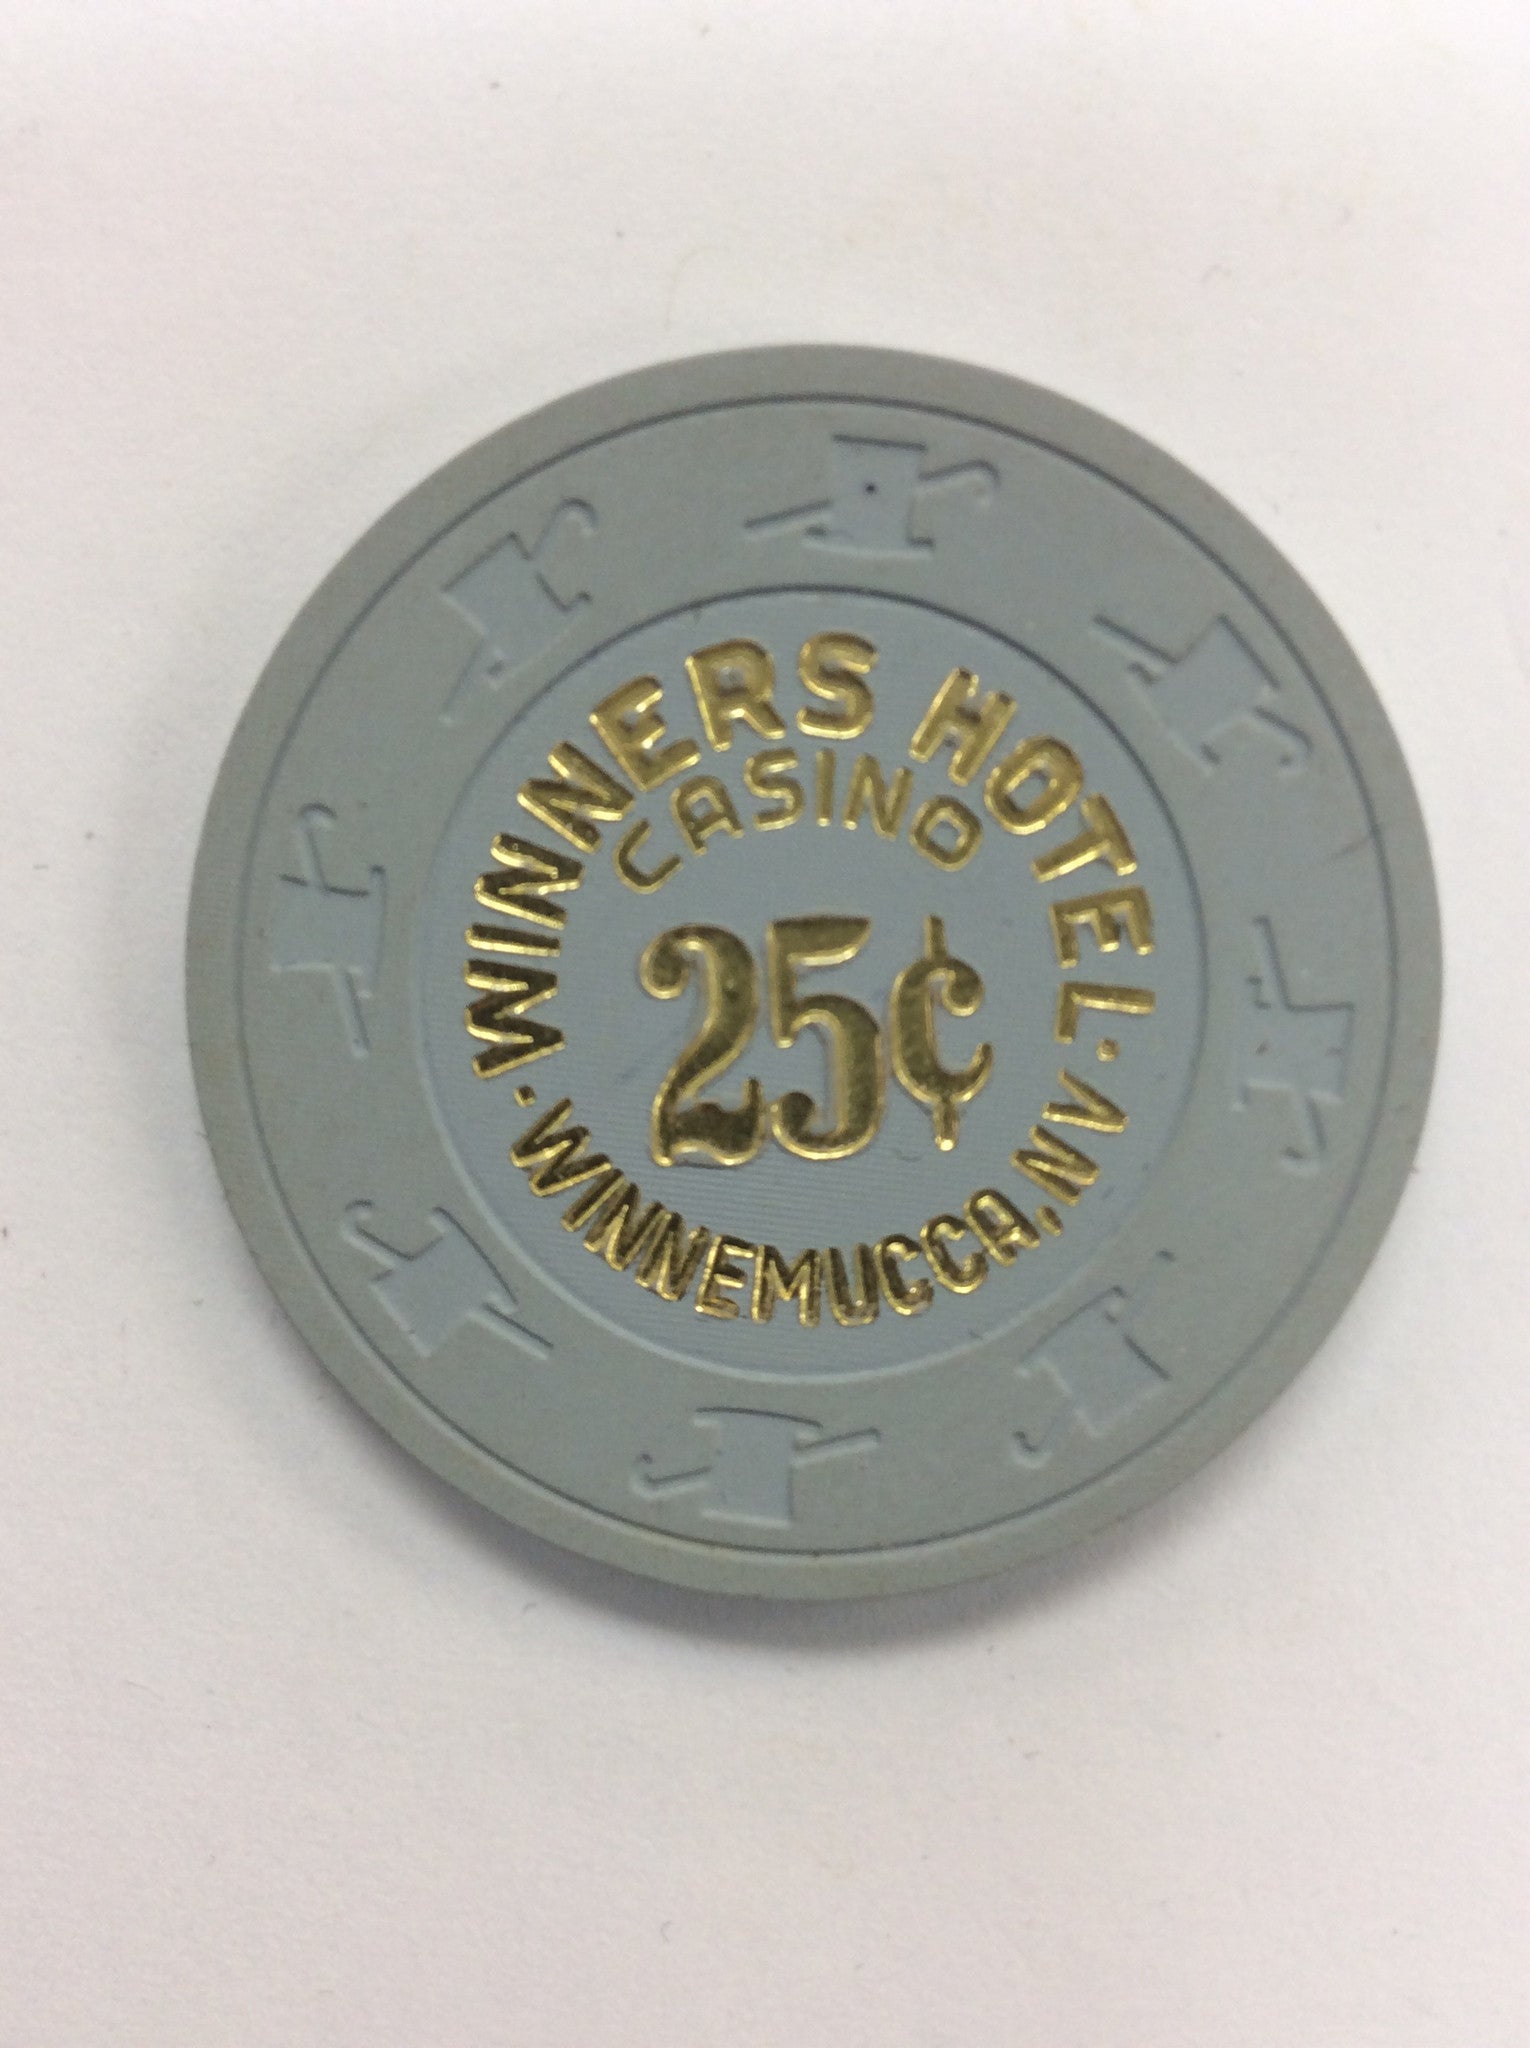 WINNERS HOTEL
CASINO
25¢
· WINNEMUCCA, NV ·